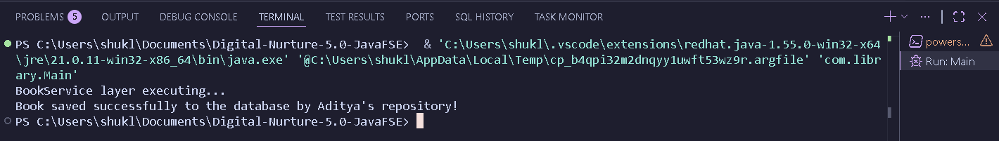 PROBLEMS 5 OUTPUT DEBUG CONSOLE TERMINAL TEST RESULTS PORTS SQL HISTORY TASK MONITOR
PS C:\Users\shukl\Documents\Digital-Nurture-5.0-JavaFSE>  & 'C:\Users\shukl\.vscode\extensions\redhat.java-1.55.0-win32-x64
\jre\21.0.11-win32-x86_64\bin\java.exe' '@C:\Users\shukl\AppData\Local\Temp\cp_b4qpi32m2dnqyy1uwft53wz9r.argfile' 'com.libr
ary.Main'
BookService layer executing...
Book saved successfully to the database by Aditya's repository!
PS C:\Users\shukl\Documents\Digital-Nurture-5.0-JavaFSE>
powers...
Run: Main